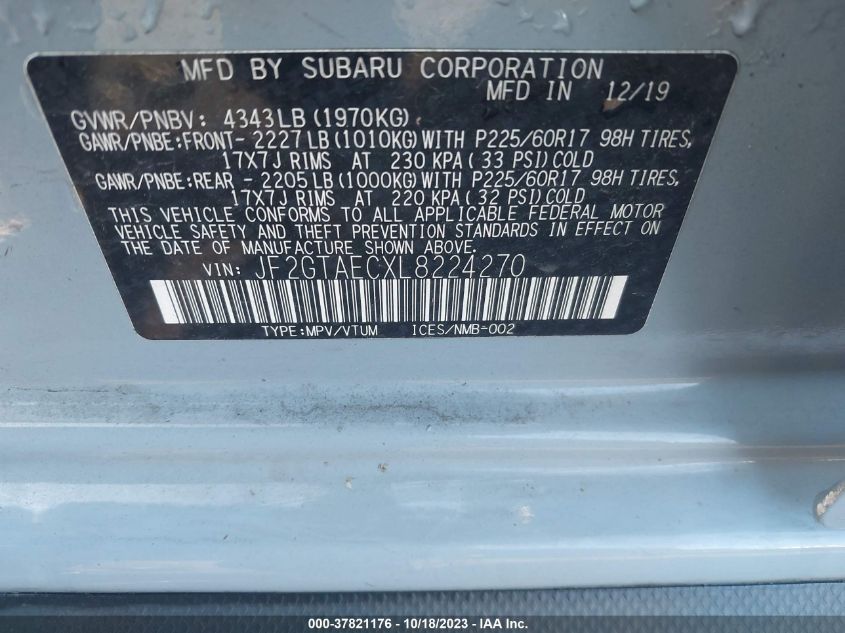 MFD BY SUBARU CORPORATION
MFD IN 12/19
GVWR/PNBV: 4343LB(1970KG)
GAWR/PNBE:FRONT- 2227LB(1010KG)WITH P225/60R17 98H TIRES,
17X7J RIMS AT 230 KPA(33 PSI)COLD
GAWR/PNBE:REAR - 2205LB(1000KG)WITH P225/60R17 98H TIRES,
17X7J RIMS AT 220 KPA(32 PSI)COLD
THIS VEHICLE CONFORMS TO ALL APPLICABLE FEDERAL MOTOR
VEHICLE SAFETY AND THEFT PREVENTION STANDARDS IN EFFECT ON
THE DATE OF MANUFACTURE SHOWN ABOVE.
VIN: JF2GTAECXL8224270
TYPE:MPV/VTUM ICES/NMB-002
000-37821176 - 10/18/2023 - IAA Inc.